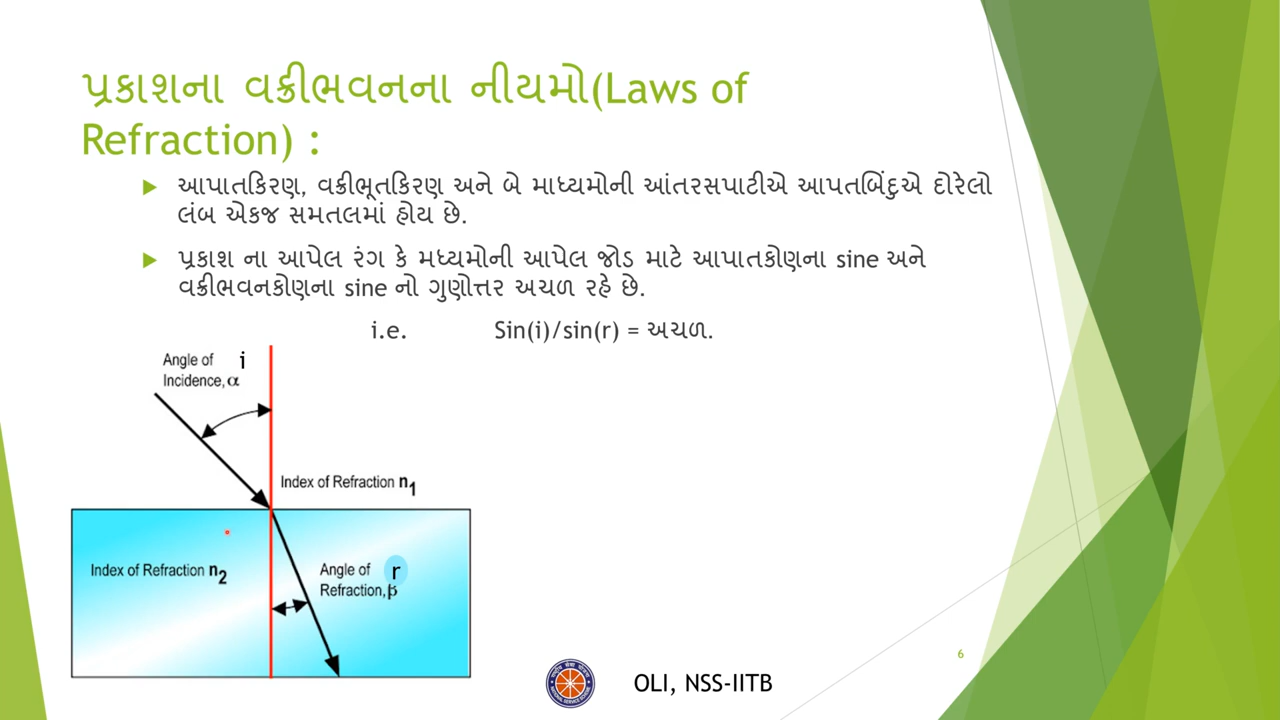 પ્રકાશના વક્રીભવનના નીયમો(Laws of
Refraction) :
આપાતકિરણ, વક્રીભૂતકિરણ અને બે માધ્યમોની આંતરસપાટીએ આપતબિંદુએ દોરેલો
લંબ એકજ સમતલમાં હોય છે.
પ્રકાશ ના આપેલ રંગ કે મધ્યમોની આપેલ જોડ માટે આપાતકોણના sine અને
વક્રીભવનકોણના sine નો ગુણોત્તર અચળ રહે છે.
i.e. Sin(i)/sin(r) = અચળ.
Angle of i
Incidence, α
Index of Refraction n1
Index of Refraction n2
Angle of r
Refraction, β
6
OLI, NSS-IITB